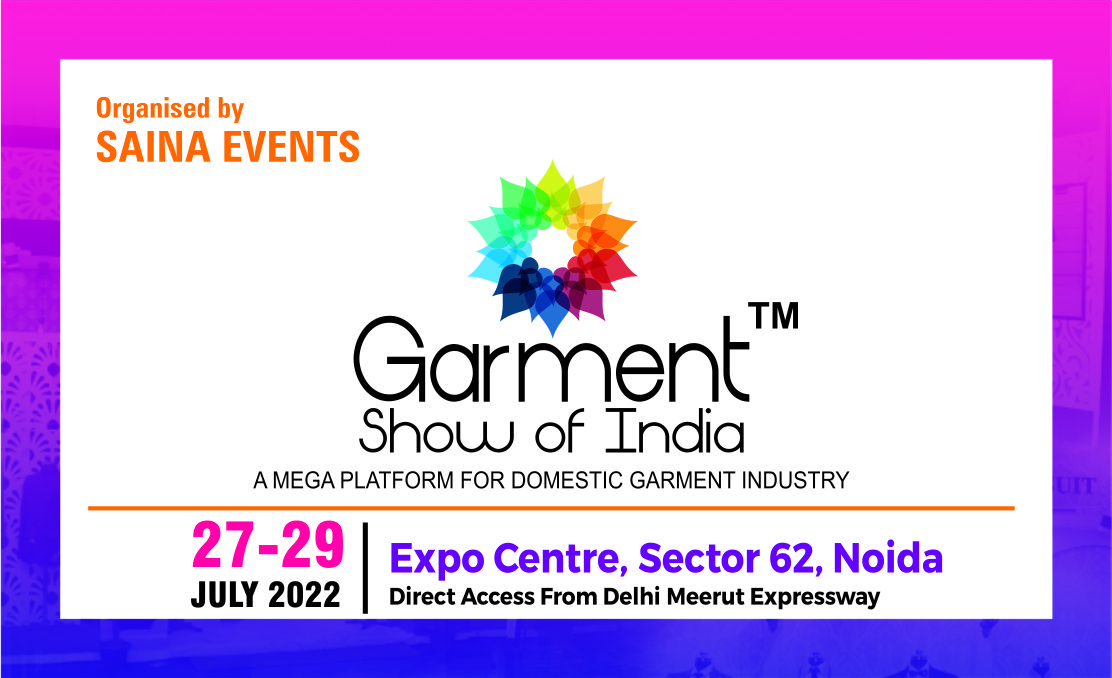 Organised by
SAINA EVENTS
Garment™
Show of India
A MEGA PLATFORM FOR DOMESTIC GARMENT INDUSTRY
27-29
JULY 2022
Expo Centre, Sector 62, Noida
Direct Access From Delhi Meerut Expressway